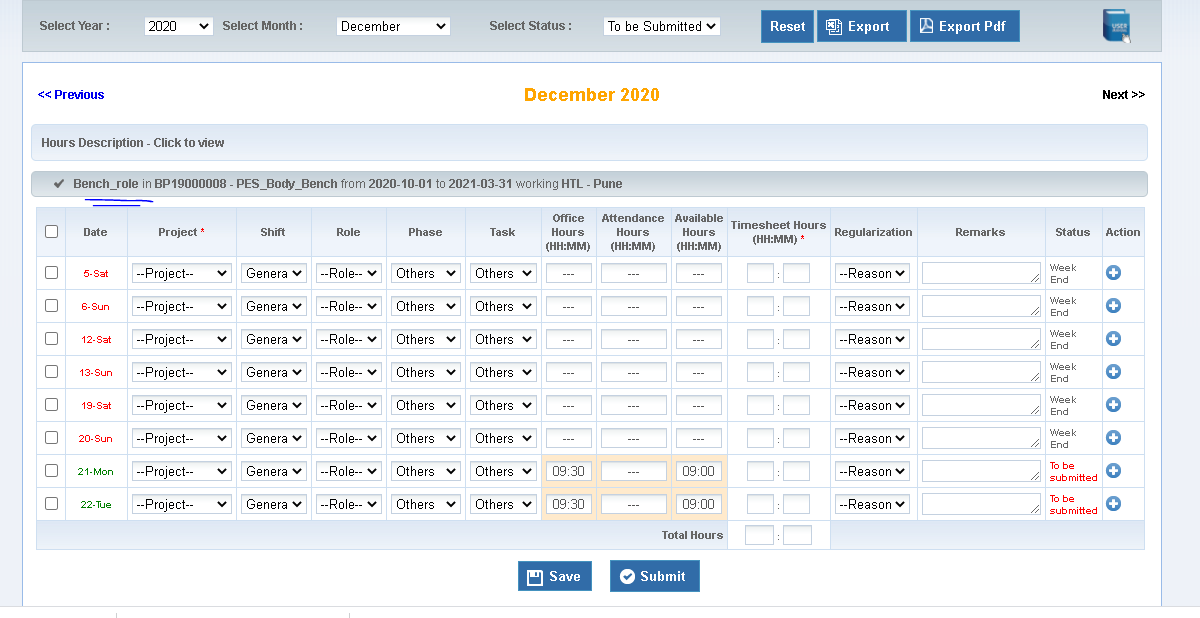 Select Year : 2020 Select Month : December Select Status : To be Submitted Reset Export Export Pdf USER
<< Previous December 2020 Next >>
Hours Description - Click to view
Bench_role in BP19000008 - PES_Body_Bench from 2020-10-01 to 2021-03-31 working HTL - Pune
Date Project * Shift Role Phase Task Office Hours (HH:MM) Attendance Hours (HH:MM) Available Hours (HH:MM) Timesheet Hours (HH:MM) * Regularization Remarks Status Action
5-Sat --Project-- Genera --Role-- Others Others --- --- --- : --Reason Week End
6-Sun --Project-- Genera --Role-- Others Others --- --- --- : --Reason Week End
12-Sat --Project-- Genera --Role-- Others Others --- --- --- : --Reason Week End
13-Sun --Project-- Genera --Role-- Others Others --- --- --- : --Reason Week End
19-Sat --Project-- Genera --Role-- Others Others --- --- --- : --Reason Week End
20-Sun --Project-- Genera --Role-- Others Others --- --- --- : --Reason Week End
21-Mon --Project-- Genera --Role-- Others Others 09:30 --- 09:00 : --Reason To be submitted
22-Tue --Project-- Genera --Role-- Others Others 09:30 --- 09:00 : --Reason To be submitted
Total Hours :
Save Submit